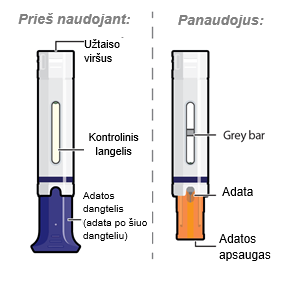 Prieš naudojant:
Užtaiso
viršus
Kontrolinis
langelis
Adatos
dangtelis
(adata po šiuo
dangteliu)
Panaudojus:
Grey bar
Adata
Adatos
apsaugas